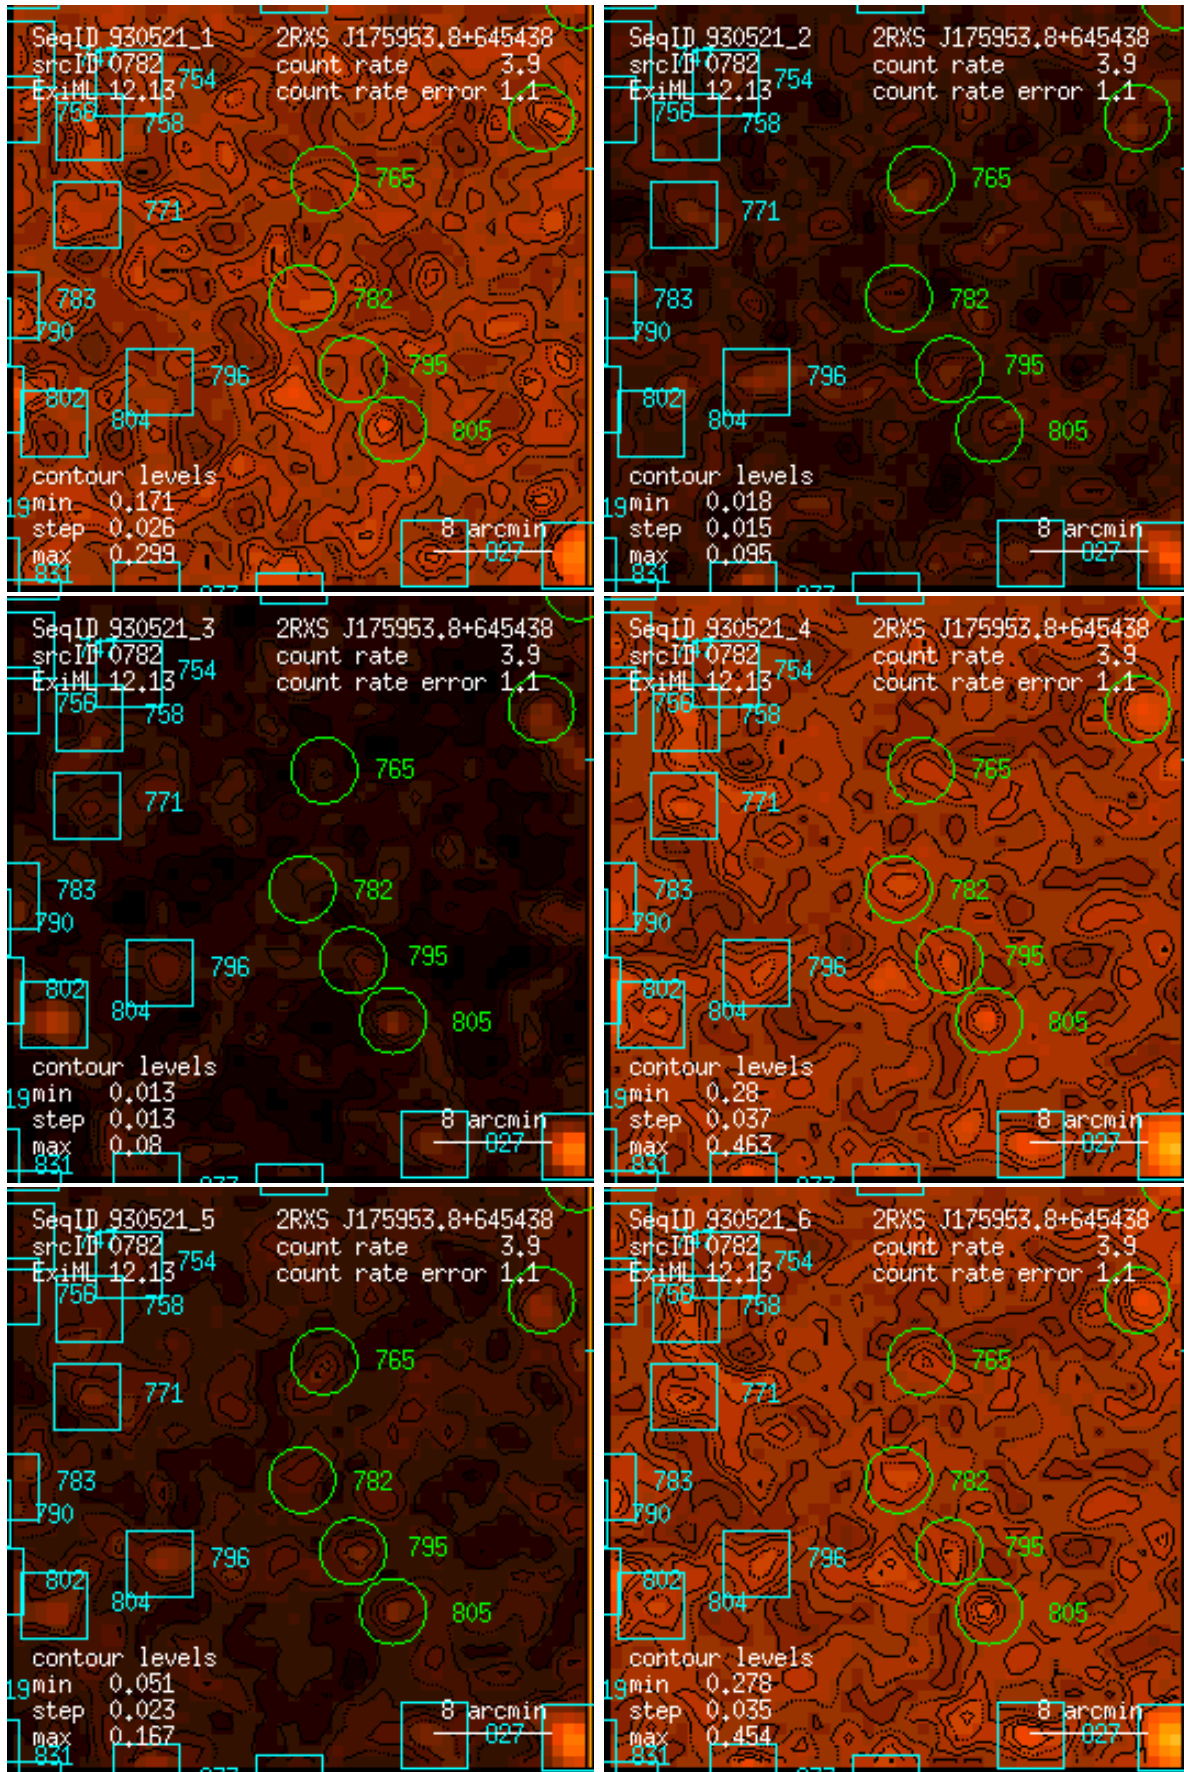 SeqID 930521_1 2RXS J175953.8+645438
srcID 0782 count rate 3.9
ExiML 12.13 count rate error 1.1
754
756 758
765
771
782
783
790
795
796
802
804 805
contour levels
min 0.171
step 0.026
max 0.299
19
8 arcmin
027
831
SeqID 930521_2 2RXS J175953.8+645438
srcID 0782 count rate 3.9
ExiML 12.13 count rate error 1.1
754
756 758
765
771
782
783
790
795
796
802
804 805
contour levels
min 0.018
step 0.015
max 0.095
19
8 arcmin
027
831
SeqID 930521_3 2RXS J175953.8+645438
srcID 0782 count rate 3.9
ExiML 12.13 count rate error 1.1
754
756 758
765
771
782
783
790
795
796
802
804 805
contour levels
min 0.013
step 0.013
max 0.08
19
8 arcmin
027
831
SeqID 930521_4 2RXS J175953.8+645438
srcID 0782 count rate 3.9
ExiML 12.13 count rate error 1.1
754
756 758
765
771
782
783
790
795
796
802
804 805
contour levels
min 0.28
step 0.037
max 0.463
19
8 arcmin
027
831
SeqID 930521_5 2RXS J175953.8+645438
srcID 0782 count rate 3.9
ExiML 12.13 count rate error 1.1
754
756 758
765
771
782
783
790
795
796
802
804 805
contour levels
min 0.051
step 0.023
max 0.167
19
8 arcmin
027
831
SeqID 930521_6 2RXS J175953.8+645438
srcID 0782 count rate 3.9
ExiML 12.13 count rate error 1.1
754
756 758
765
771
782
783
790
795
796
802
804 805
contour levels
min 0.278
step 0.035
max 0.454
19
8 arcmin
027
831